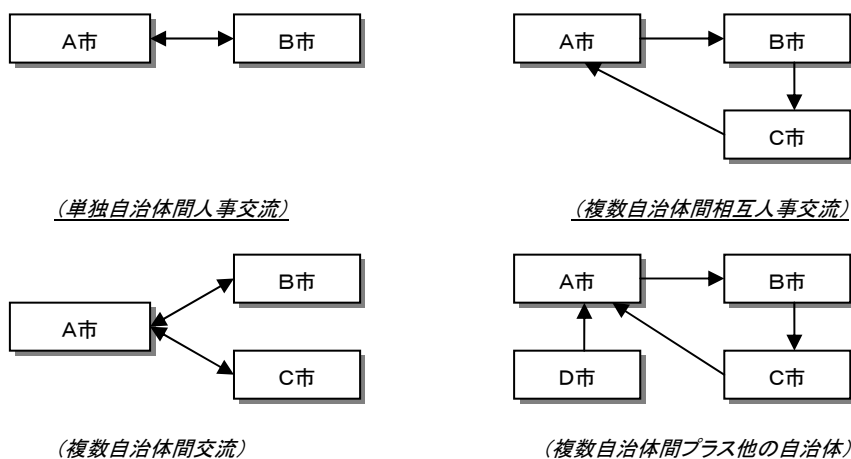 A市
B市
A市
B市
C市
(単独自治体間人事交流)
(複数自治体間相互人事交流)
B市
A市
C市
A市
B市
D市
C市
(複数自治体間交流)
(複数自治体間プラス他の自治体)